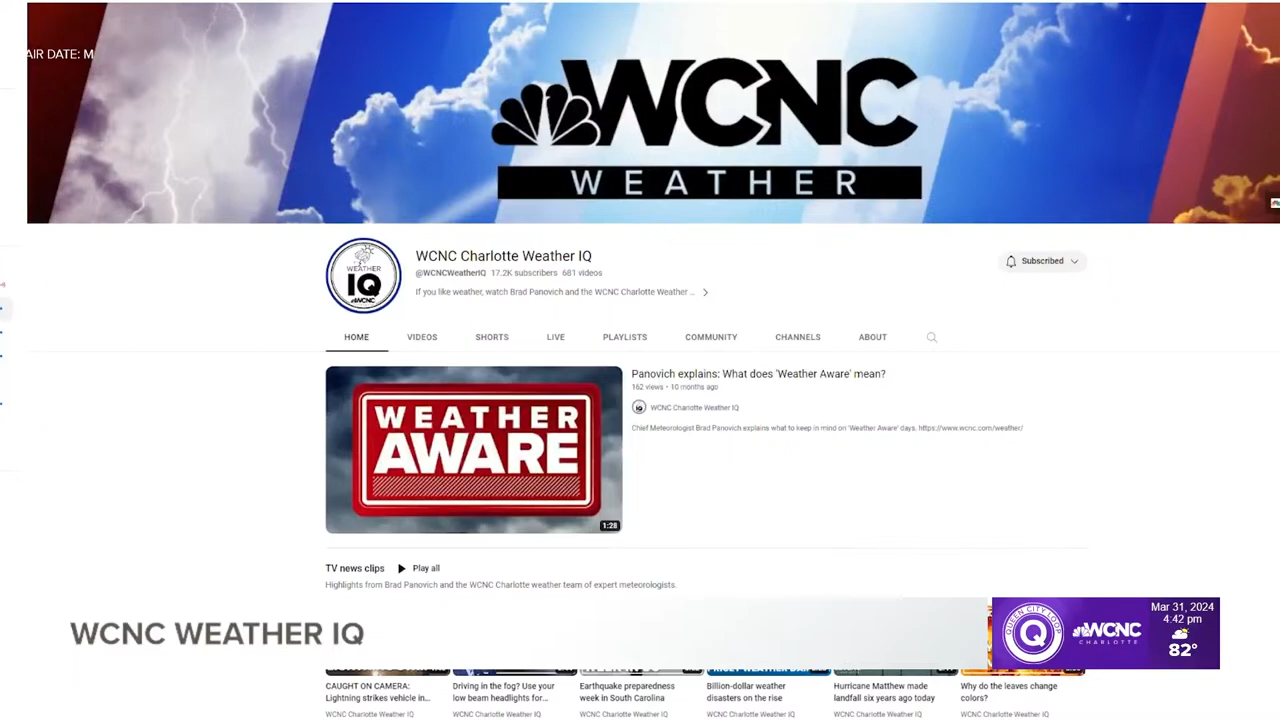 AIR DATE: M
WCNC
WEATHER
WEATHER
IQ
WCNC
WCNC Charlotte Weather IQ
@WCNCWeatherIQ 17.2K subscribers 681 videos
If you like weather, watch Brad Panovich and the WCNC Charlotte Weather ...
Subscribed
HOME VIDEOS SHORTS LIVE PLAYLISTS COMMUNITY CHANNELS ABOUT
WEATHER
AWARE
1:28
Panovich explains: What does 'Weather Aware' mean?
162 views • 10 months ago
IQ
WCNC Charlotte Weather IQ
Chief Meteorologist Brad Panovich explains what to keep in mind on 'Weather Aware' days. https://www.wcnc.com/weather/
TV news clips Play all
Highlights from Brad Panovich and the WCNC Charlotte weather team of expert meteorologists.
WCNC WEATHER IQ
QUEEN CITY LOOP
Q
WCNC
CHARLOTTE
Mar 31, 2024
4:42 pm
82°
CAUGHT ON CAMERA:
Lightning strikes vehicle in...
WCNC Charlotte Weather IQ
Driving in the fog? Use your
low beam headlights for...
WCNC Charlotte Weather IQ
Earthquake preparedness
week in South Carolina
WCNC Charlotte Weather IQ
Billion-dollar weather
disasters on the rise
WCNC Charlotte Weather IQ
Hurricane Matthew made
landfall six years ago today
WCNC Charlotte Weather IQ
Why do the leaves change
colors?
WCNC Charlotte Weather IQ